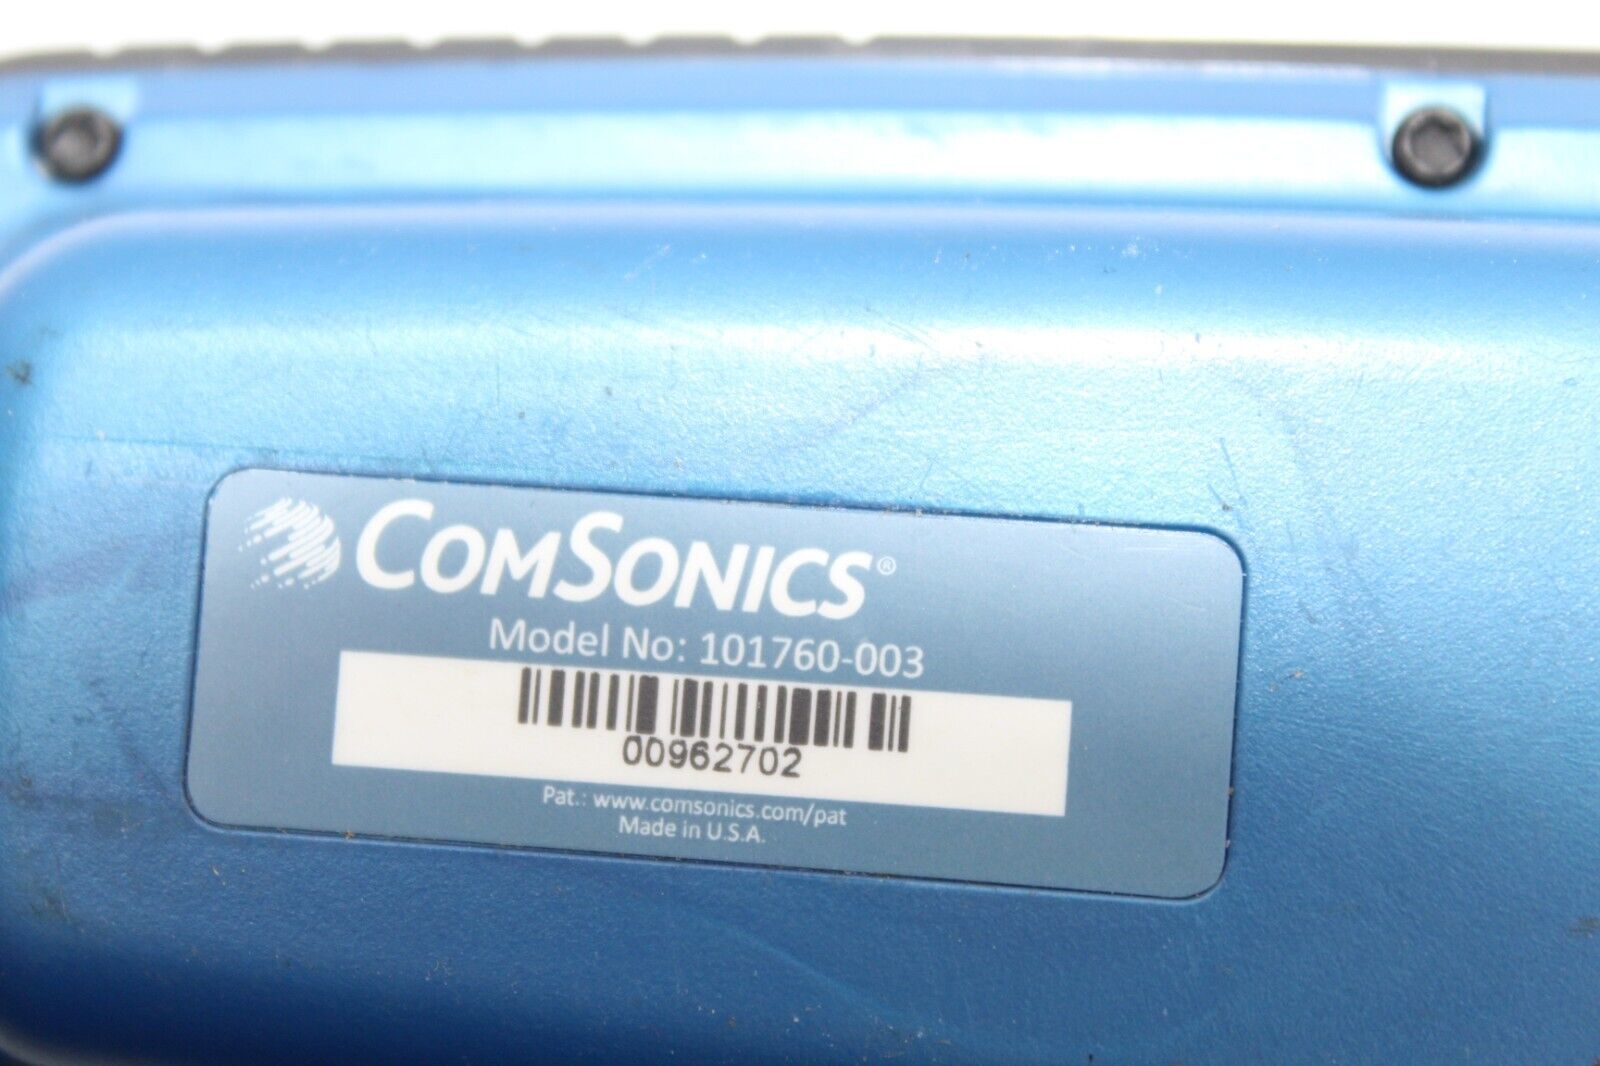 COMSONICS®
Model No: 101760-003
00962702
Pat.: www.comsonics.com/pat
Made in U.S.A.